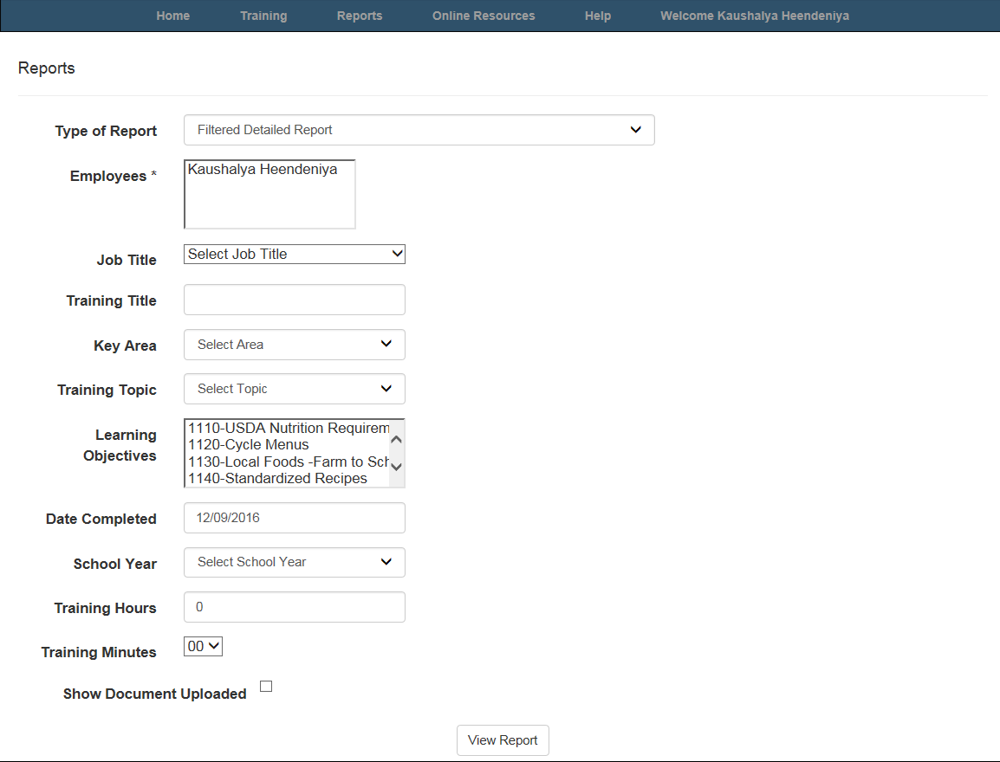 Home Training Reports Online Resources Help Welcome Kaushalya Heendeniya
Reports
Type of Report Filtered Detailed Report
Employees * Kaushalya Heendeniya
Job Title Select Job Title
Training Title
Key Area Select Area
Training Topic Select Topic
Learning Objectives
1110-USDA Nutrition Requirem
1120-Cycle Menus
1130-Local Foods -Farm to Sch
1140-Standardized Recipes
Date Completed 12/09/2016
School Year Select School Year
Training Hours 0
Training Minutes 00
Show Document Uploaded
View Report